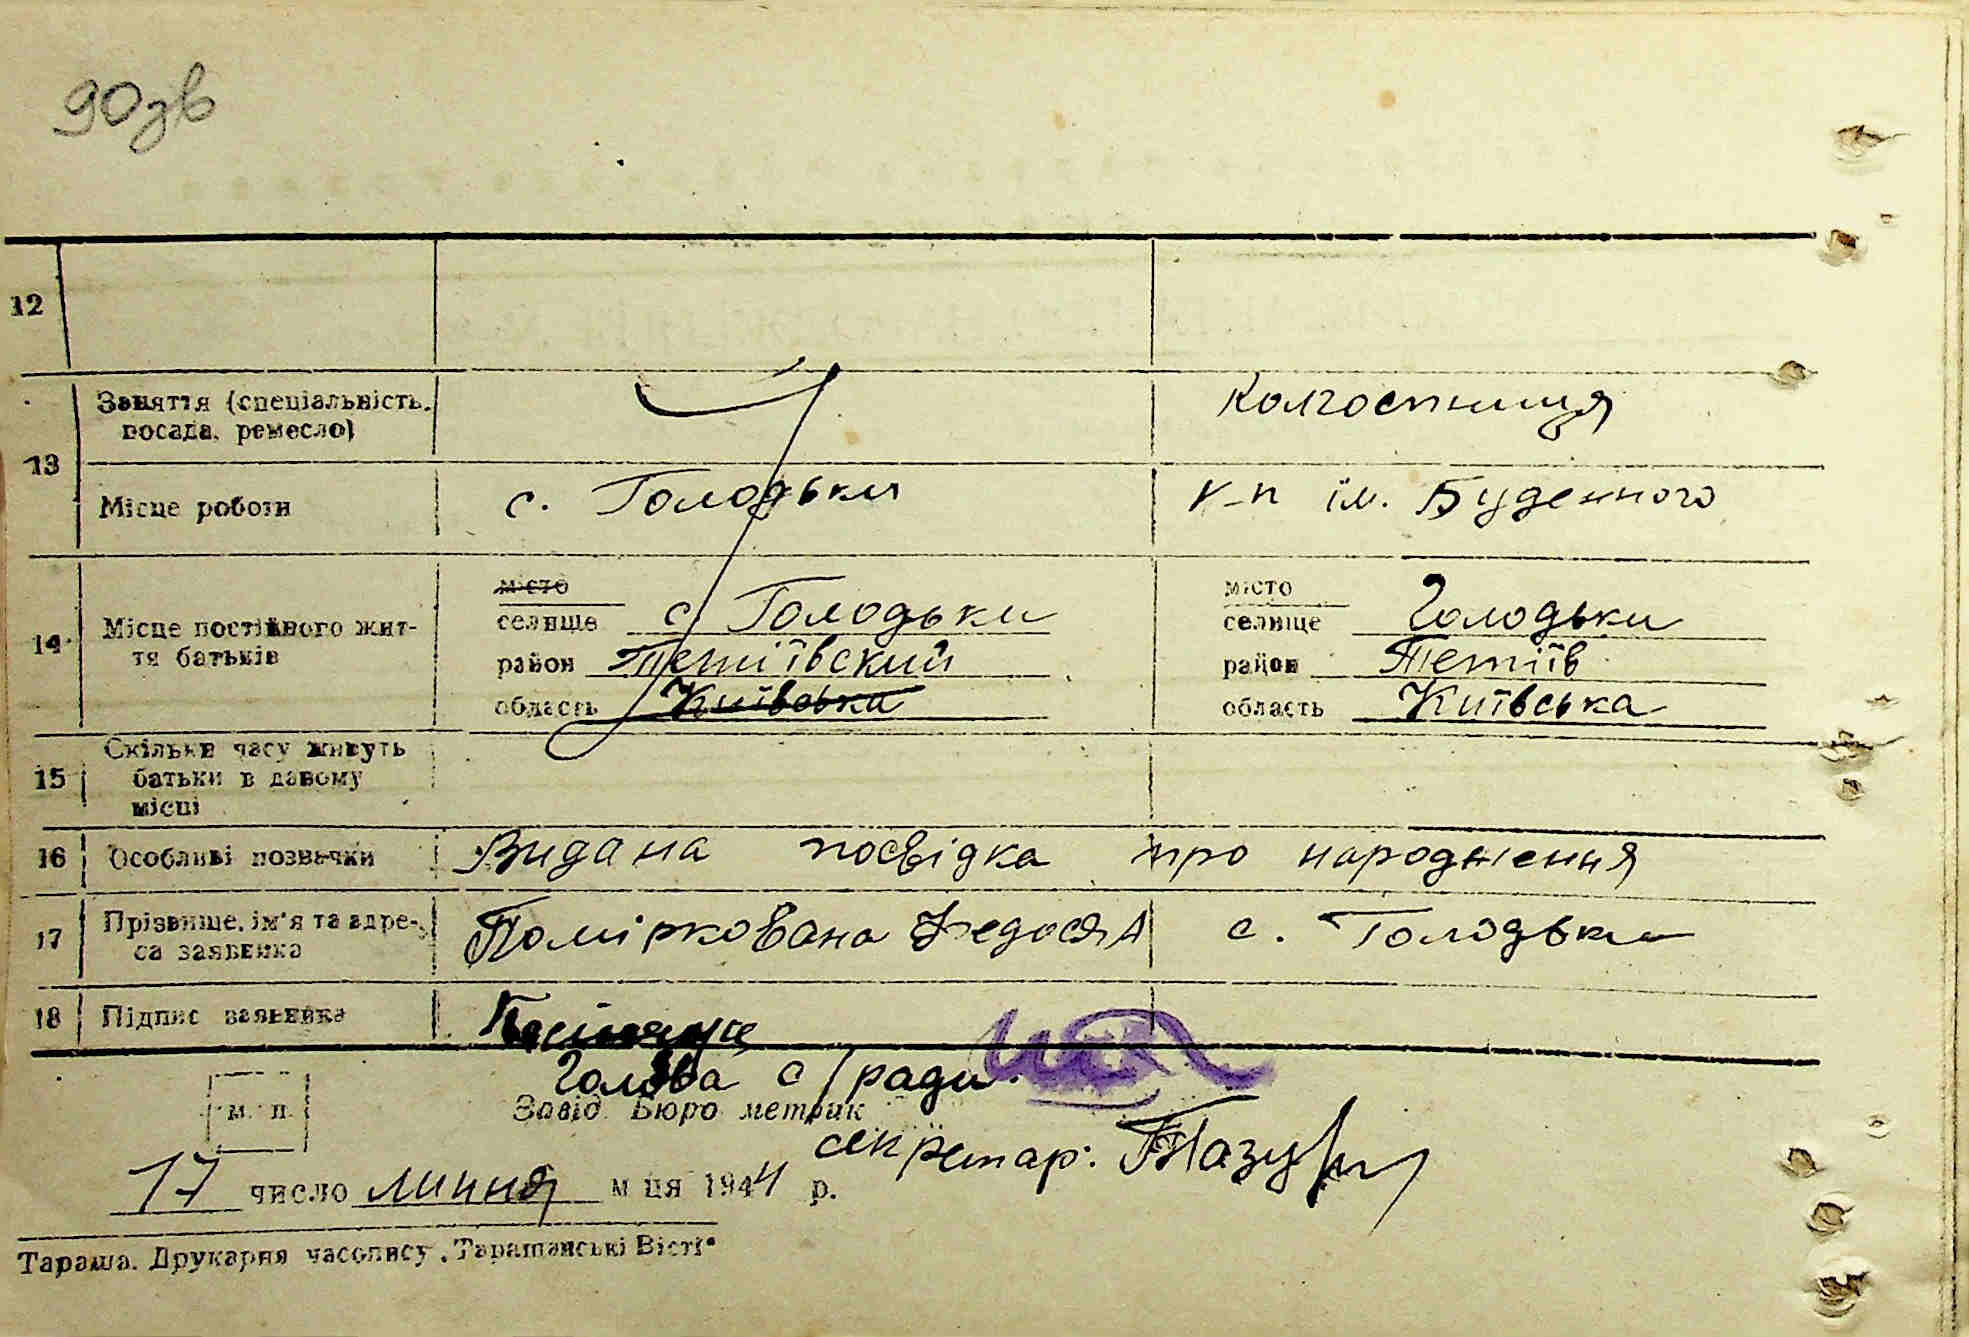 90зв
12
13 Заняття (спеціальність, посада, ремесло) колгоспниця
Місце роботи с. Голодьки к-п ім. Буденного
14 Місце постійного життя батьків
місто місто
селище с. Голодьки селище Голодьки
район Тетіївский район Тетіїв
область Київська область Київська
15 Скільки часу живуть батьки в даному місці
16 Особливі позначки Видана посвідка про народження
17 Прізвище, ім'я та адреса заявника Поміркована Федося с. Голодьки
18 Підпис заявника
Голова с/ради
м. п. Завід. Бюро метрик
секретар:
17 число липня м-ця 1944 р.
Тараща. Друкарня часопису „Таращанські Вісті"